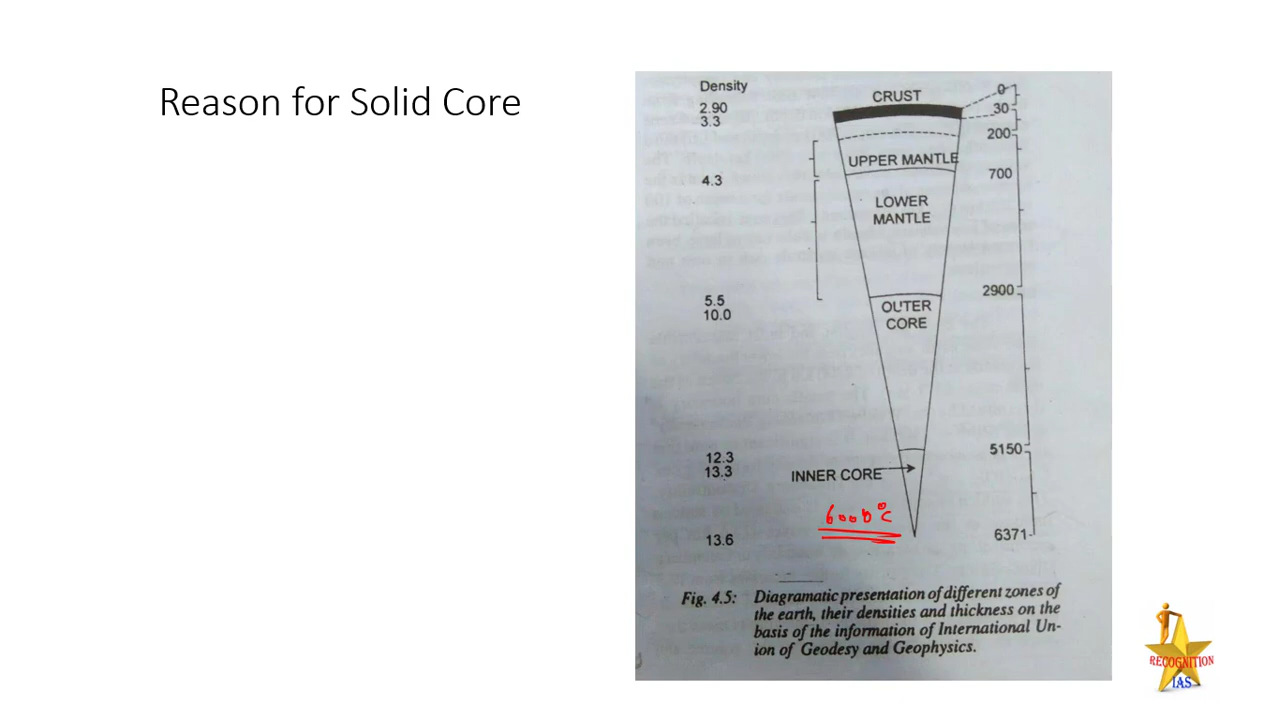 Reason for Solid Core
Density
2.90
3.3
4.3
5.5
10.0
12.3
13.3
13.6
CRUST
UPPER MANTLE
LOWER
MANTLE
OUTER
CORE
INNER CORE
6000°C
0
30
200
700
2900
5150
6371
Fig. 4.5: Diagramatic presentation of different zones of
the earth, their densities and thickness on the
basis of the information of International Un-
ion of Geodesy and Geophysics.
RECOGNITION
IAS